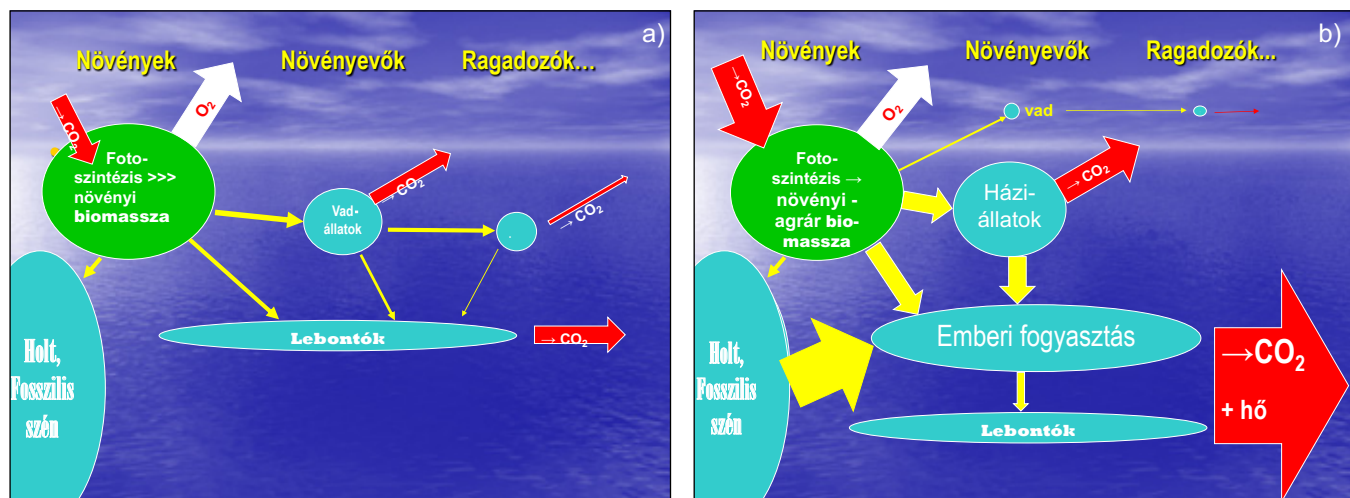 a)
Növények Növényevők Ragadozók...
→ CO₂
O₂
Foto-
szintézis >>>
növényi
biomassza
Vad-
állatok
→ CO₂
.
→ CO₂
Lebontók
→ CO₂
Holt,
Fosszilis
szén
b)
Növények Növényevők Ragadozók...
→CO₂
O₂
vad
Foto-
szintézis →
növényi -
agrár bio-
massza
Házi-
állatok
→ CO₂
Emberi fogyasztás
→CO₂
+ hő
Lebontók
Holt,
Fosszilis
szén